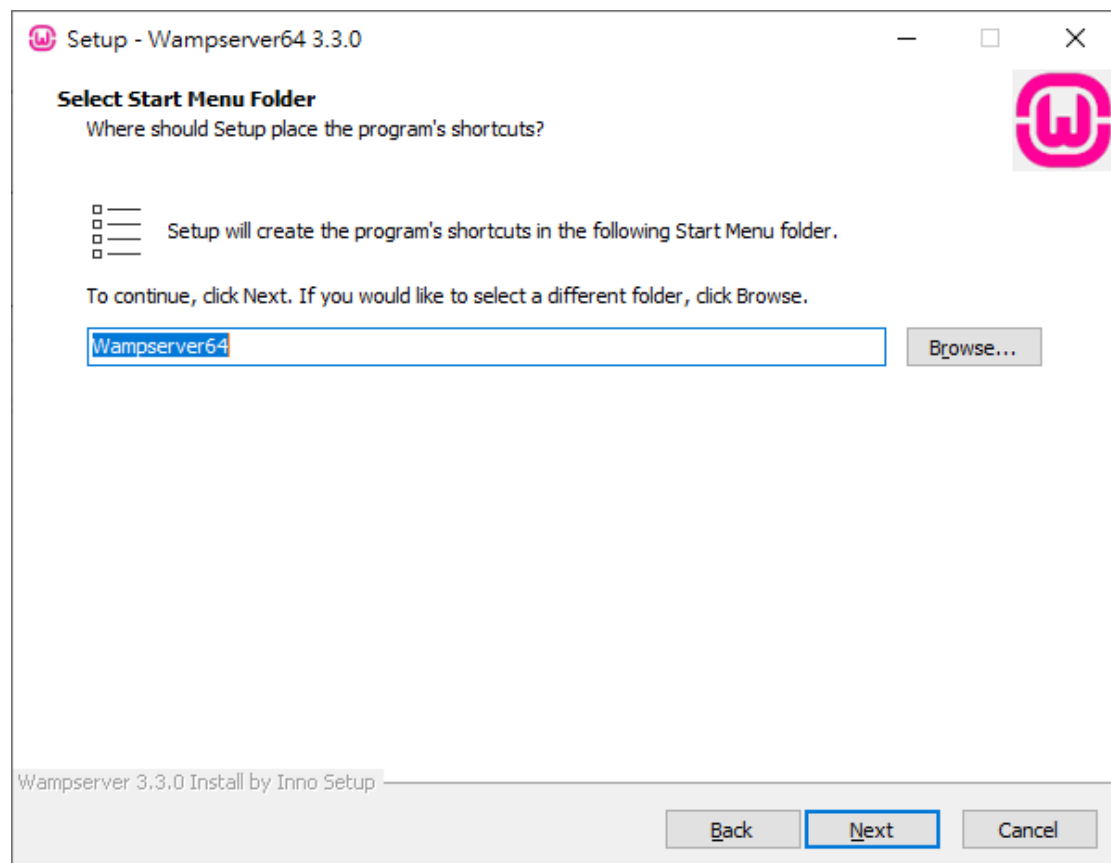 Setup - Wampserver64 3.3.0
Select Start Menu Folder
Where should Setup place the program's shortcuts?
Setup will create the program's shortcuts in the following Start Menu folder.
To continue, click Next. If you would like to select a different folder, click Browse.
Wampserver64
Browse...
Wampserver 3.3.0 Install by Inno Setup
Back
Next
Cancel